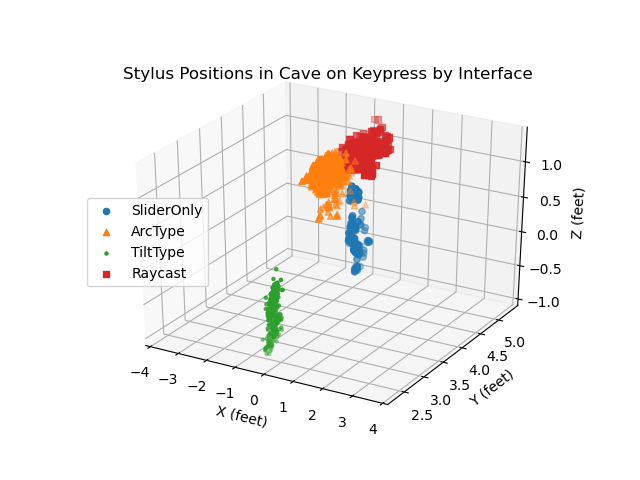 Stylus Positions in Cave on Keypress by Interface
SliderOnly
ArcType
TiltType
Raycast
1.0
0.5
0.0
−0.5
−1.0
Z (feet)
5.0
4.5
4.0
3.5
3.0
2.5
Y (feet)
−4
−3
−2
−1
0
1
2
3
4
X (feet)